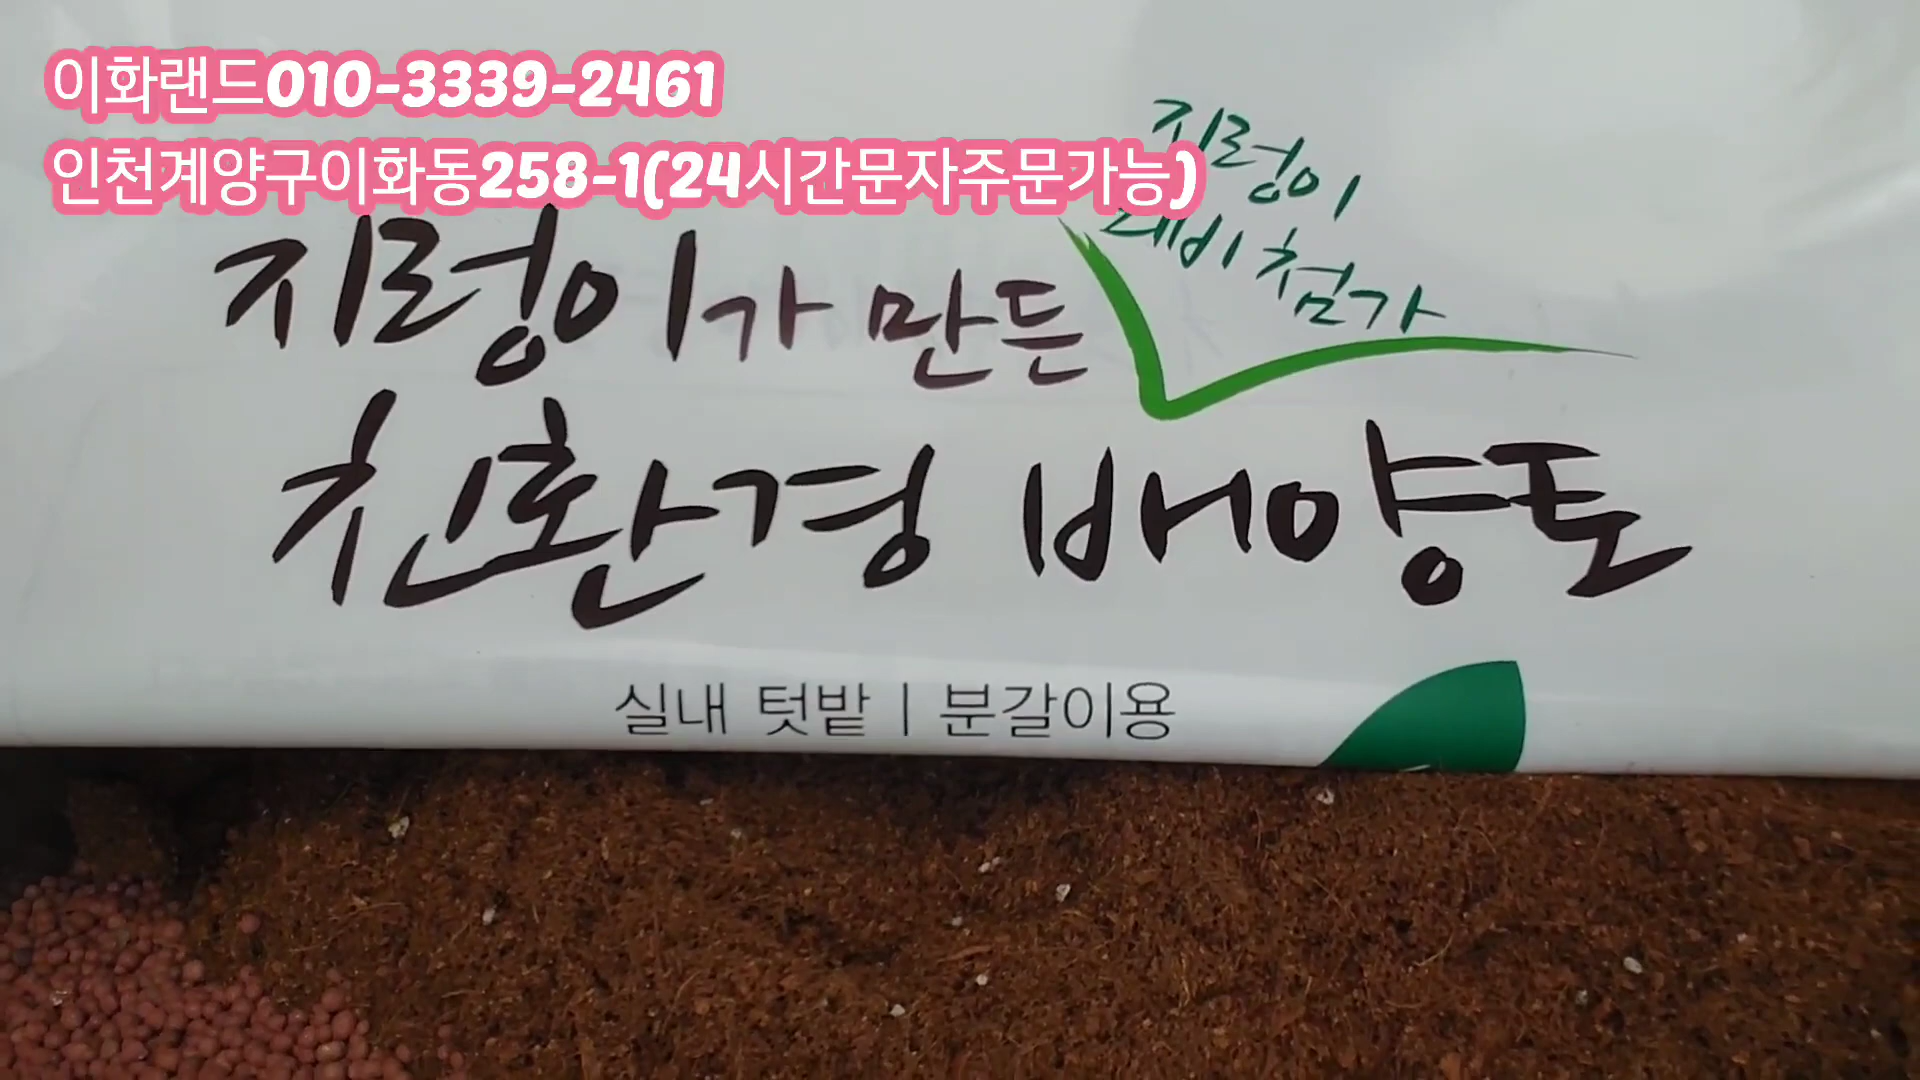 이화랜드010-3339-2461
인천계양구이화동258-1(24시간문자주문가능)
지렁이
퇴비 첨가
지렁이가 만든
친환경 배양토
실내 텃밭 | 분갈이용